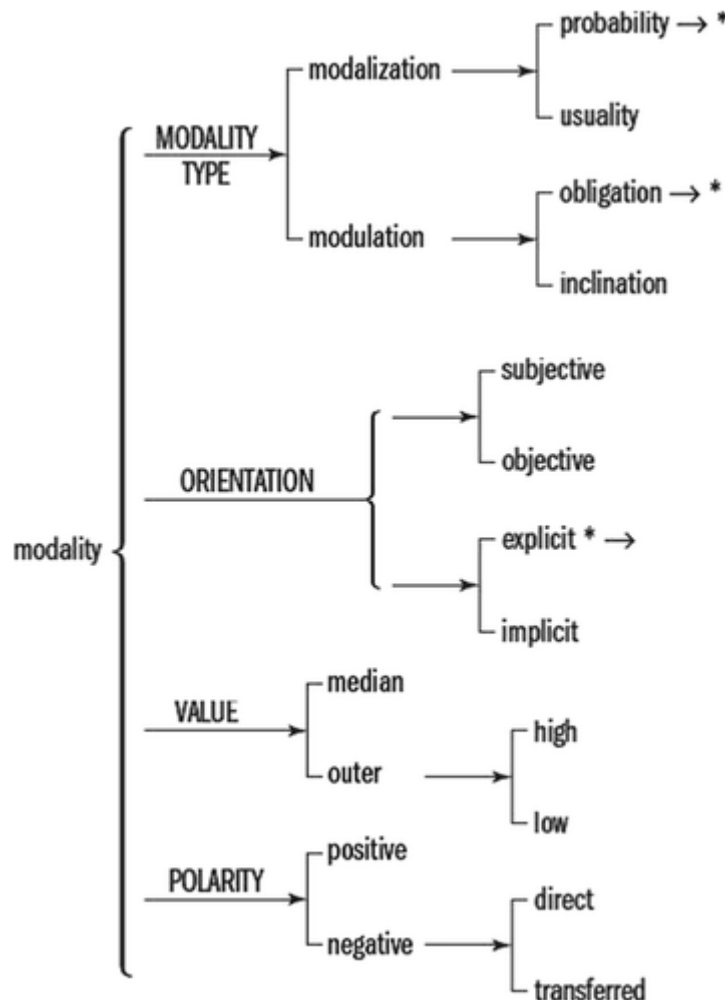 probability → *
modalization
usuality
MODALITY
TYPE
obligation → *
modulation
inclination
subjective
objective
ORIENTATION
explicit * →
modality
implicit
median
VALUE
high
outer
low
positive
POLARITY
direct
negative
transferred